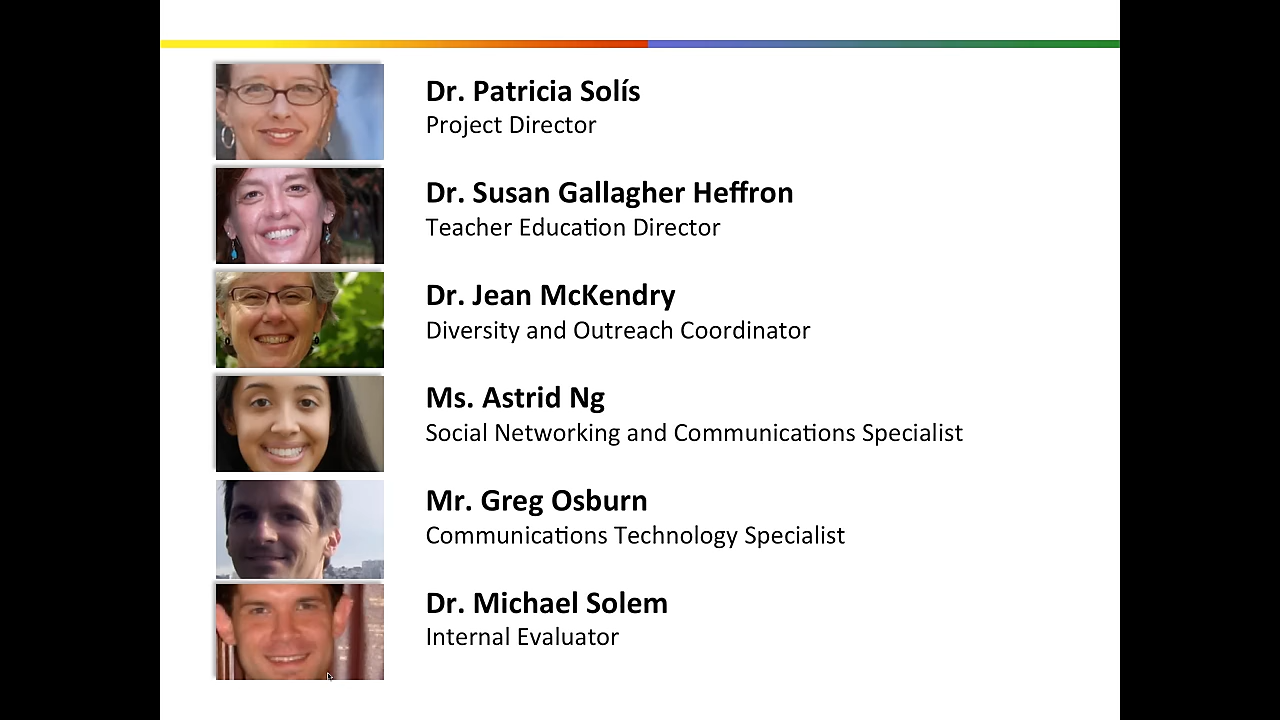 Dr. Patricia Solís
Project Director
Dr. Susan Gallagher Heffron
Teacher Education Director
Dr. Jean McKendry
Diversity and Outreach Coordinator
Ms. Astrid Ng
Social Networking and Communications Specialist
Mr. Greg Osburn
Communications Technology Specialist
Dr. Michael Solem
Internal Evaluator